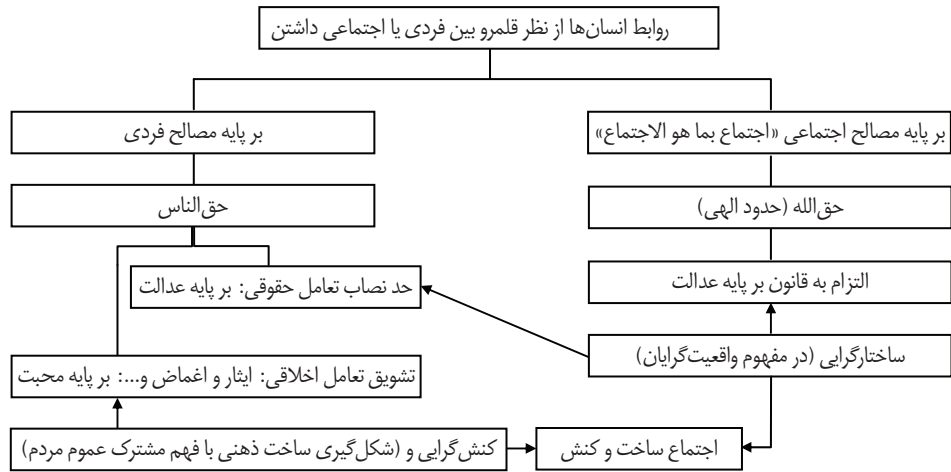 روابط انسان‌ها از نظر قلمرو بین فردی یا اجتماعی داشتن
بر پایه مصالح اجتماعی «اجتماع بما هو الاجتماع»
بر پایه مصالح فردی
حق‌الله (حدود الهی)
حق‌الناس
التزام به قانون بر پایه عدالت
حد نصاب تعامل حقوقی: بر پایه عدالت
ساختارگرایی (در مفهوم واقعیت‌گرایان)
تشویق تعامل اخلاقی: ایثار و اغماض و...: بر پایه محبت
اجتماع ساخت و کنش
کنش‌گرایی و (شکل‌گیری ساخت ذهنی با فهم مشترک عموم مردم)